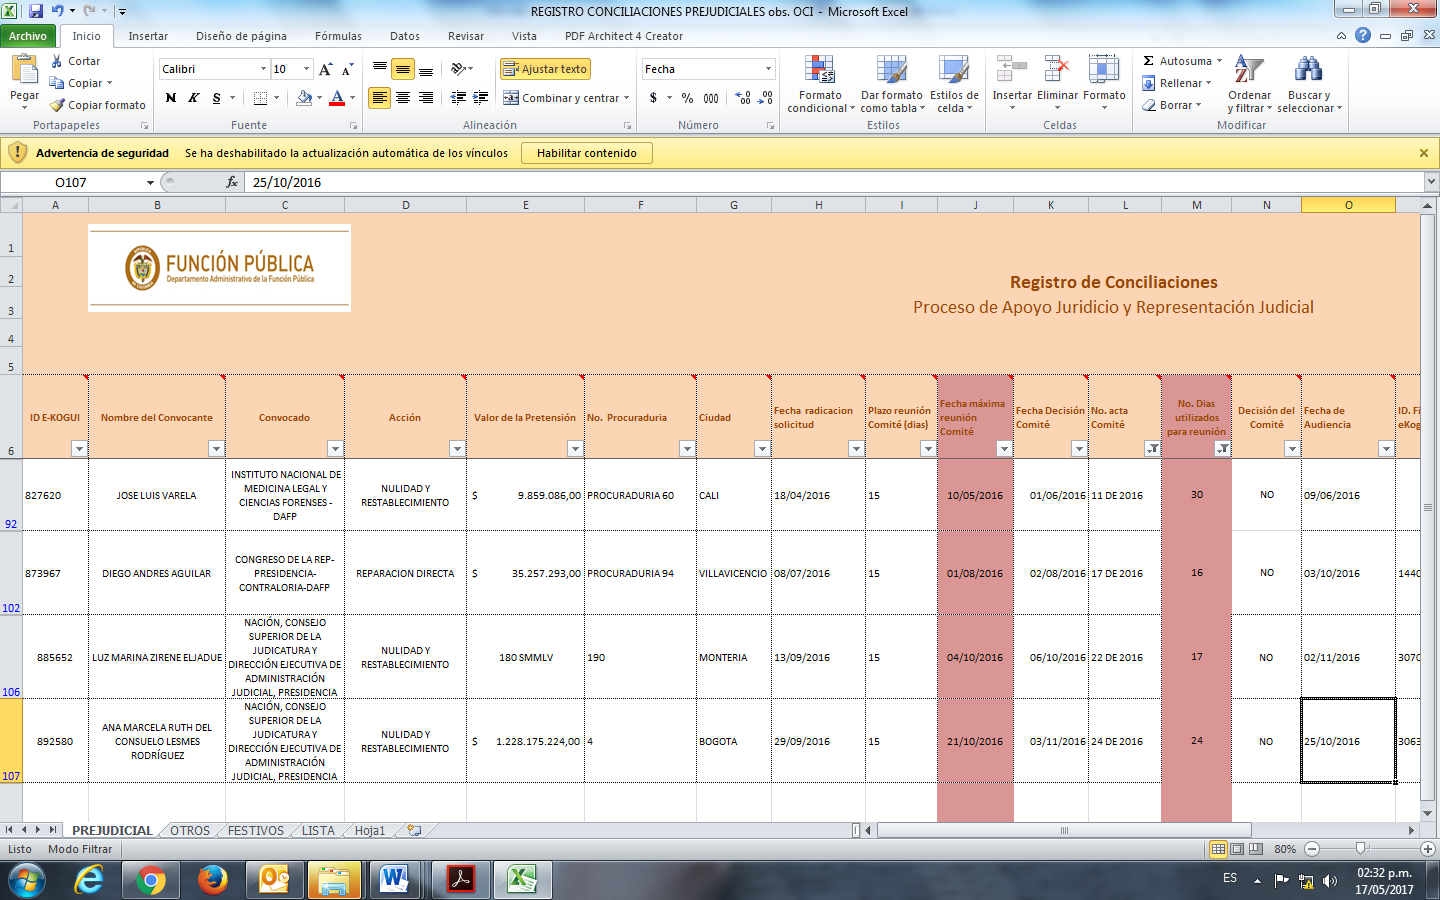 REGISTRO CONCILIACIONES PREJUDICIALES obs. OCI - Microsoft Excel
Archivo Inicio Insertar Diseño de página Fórmulas Datos Revisar Vista PDF Architect 4 Creator
Pegar
Cortar
Copiar
Copiar formato
Portapapeles
Calibri 10
N K S
Fuente
Ajustar texto
Combinar y centrar
Alineación
Fecha
$ % 000
Número
Formato condicional
Dar formato como tabla
Estilos de celda
Estilos
Insertar Eliminar Formato
Celdas
Σ Autosuma
Rellenar
Borrar
Ordenar y filtrar
Buscar y seleccionar
Modificar
Advertencia de seguridad Se ha deshabilitado la actualización automática de los vínculos Habilitar contenido
O107 fx 25/10/2016
A B C D E F G H I J K L M N O
1
2
3
4
5
REPÚBLICA
DE COLOMBIA
FUNCIÓN PÚBLICA
Departamento Administrativo de la Función Pública
Registro de Conciliaciones
Proceso de Apoyo Juridicio y Representación Judicial
6
ID E-KOGUI
Nombre del Convocante
Convocado
Acción
Valor de la Pretensión
No. Procuraduria
Ciudad
Fecha radicacion solicitud
Plazo reunión Comité (dias)
Fecha máxima reunión Comité
Fecha Decisión Comité
No. acta Comité
No. Dias utilizados para reunión
Decisión del Comité
Fecha de Audiencia
ID. Fi
eKog
92 827620 JOSE LUIS VARELA INSTITUTO NACIONAL DE MEDICINA LEGAL Y CIENCIAS FORENSES - DAFP NULIDAD Y RESTABLECIMIENTO $ 9.859.086,00 PROCURADURIA 60 CALI 18/04/2016 15 10/05/2016 01/06/2016 11 DE 2016 30 NO 09/06/2016
102 873967 DIEGO ANDRES AGUILAR CONGRESO DE LA REP-PRESIDENCIA-CONTRALORIA-DAFP REPARACION DIRECTA $ 35.257.293,00 PROCURADURIA 94 VILLAVICENCIO 08/07/2016 15 01/08/2016 02/08/2016 17 DE 2016 16 NO 03/10/2016 1440
106 885652 LUZ MARINA ZIRENE ELJADUE NACIÓN, CONSEJO SUPERIOR DE LA JUDICATURA Y DIRECCIÓN EJECUTIVA DE ADMINISTRACIÓN JUDICIAL, PRESIDENCIA NULIDAD Y RESTABLECIMIENTO 180 SMMLV 190 MONTERIA 13/09/2016 15 04/10/2016 06/10/2016 22 DE 2016 17 NO 02/11/2016 3070
107 892580 ANA MARCELA RUTH DEL CONSUELO LESMES RODRÍGUEZ NACIÓN, CONSEJO SUPERIOR DE LA JUDICATURA Y DIRECCIÓN EJECUTIVA DE ADMINISTRACIÓN JUDICIAL, PRESIDENCIA NULIDAD Y RESTABLECIMIENTO $ 1.228.175.224,00 4 BOGOTA 29/09/2016 15 21/10/2016 03/11/2016 24 DE 2016 24 NO 25/10/2016 3063
PREJUDICIAL OTROS FESTIVOS LISTA Hoja1
Listo Modo Filtrar 80%
ES 02:32 p.m.
17/05/2017